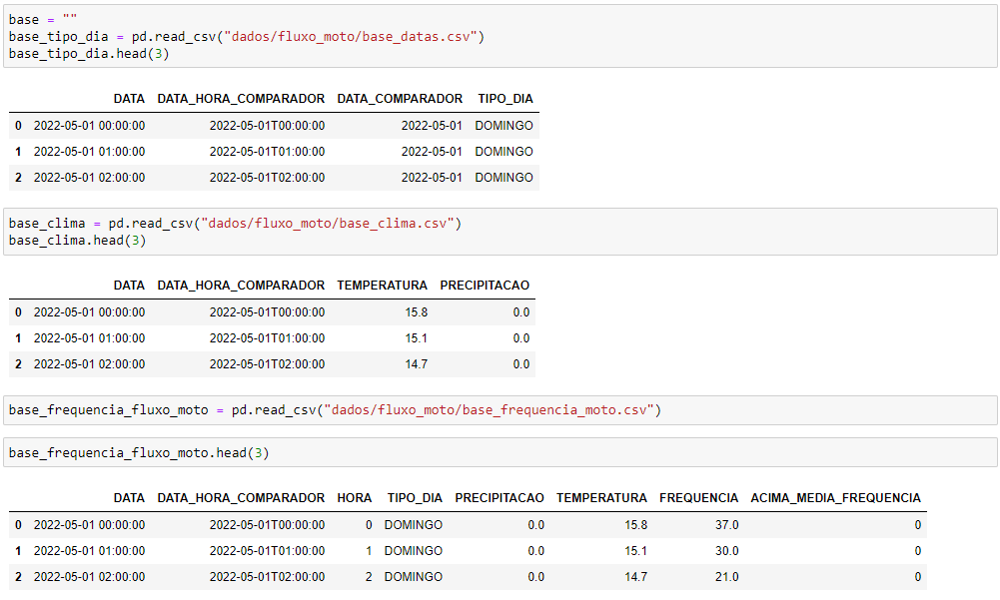 base = ""
base_tipo_dia = pd.read_csv("dados/fluxo_moto/base_datas.csv")
base_tipo_dia.head(3)
DATA DATA_HORA_COMPARADOR DATA_COMPARADOR TIPO_DIA
0 2022-05-01 00:00:00 2022-05-01T00:00:00 2022-05-01 DOMINGO
1 2022-05-01 01:00:00 2022-05-01T01:00:00 2022-05-01 DOMINGO
2 2022-05-01 02:00:00 2022-05-01T02:00:00 2022-05-01 DOMINGO
base_clima = pd.read_csv("dados/fluxo_moto/base_clima.csv")
base_clima.head(3)
DATA DATA_HORA_COMPARADOR TEMPERATURA PRECIPITACAO
0 2022-05-01 00:00:00 2022-05-01T00:00:00 15.8 0.0
1 2022-05-01 01:00:00 2022-05-01T01:00:00 15.1 0.0
2 2022-05-01 02:00:00 2022-05-01T02:00:00 14.7 0.0
base_frequencia_fluxo_moto = pd.read_csv("dados/fluxo_moto/base_frequencia_moto.csv")
base_frequencia_fluxo_moto.head(3)
DATA DATA_HORA_COMPARADOR HORA TIPO_DIA PRECIPITACAO TEMPERATURA FREQUENCIA ACIMA_MEDIA_FREQUENCIA
0 2022-05-01 00:00:00 2022-05-01T00:00:00 0 DOMINGO 0.0 15.8 37.0 0
1 2022-05-01 01:00:00 2022-05-01T01:00:00 1 DOMINGO 0.0 15.1 30.0 0
2 2022-05-01 02:00:00 2022-05-01T02:00:00 2 DOMINGO 0.0 14.7 21.0 0